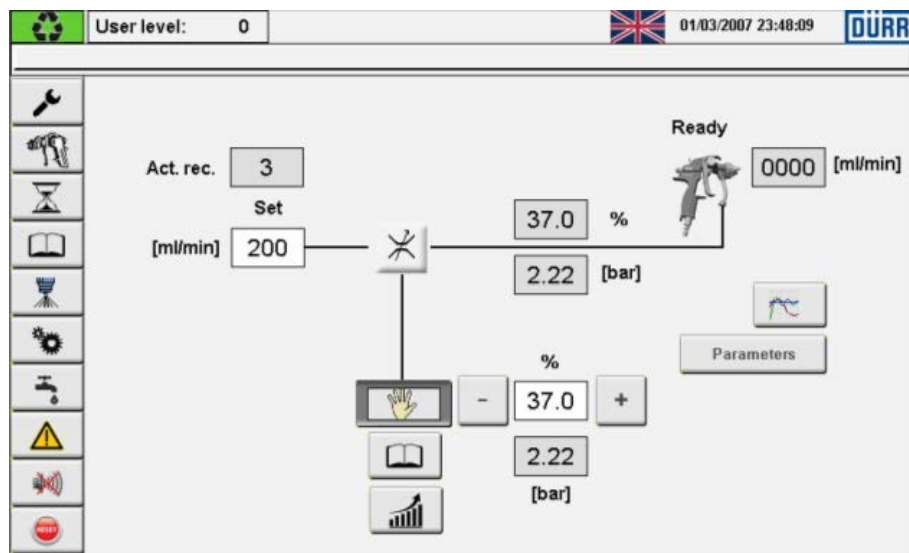 User level: 0
01/03/2007 23:48:09
DÜRR
Ready
Act. rec. 3
0000 [ml/min]
Set
37.0 %
[ml/min] 200
2.22 [bar]
Parameters
%
- 37.0 +
2.22
[bar]
RESET